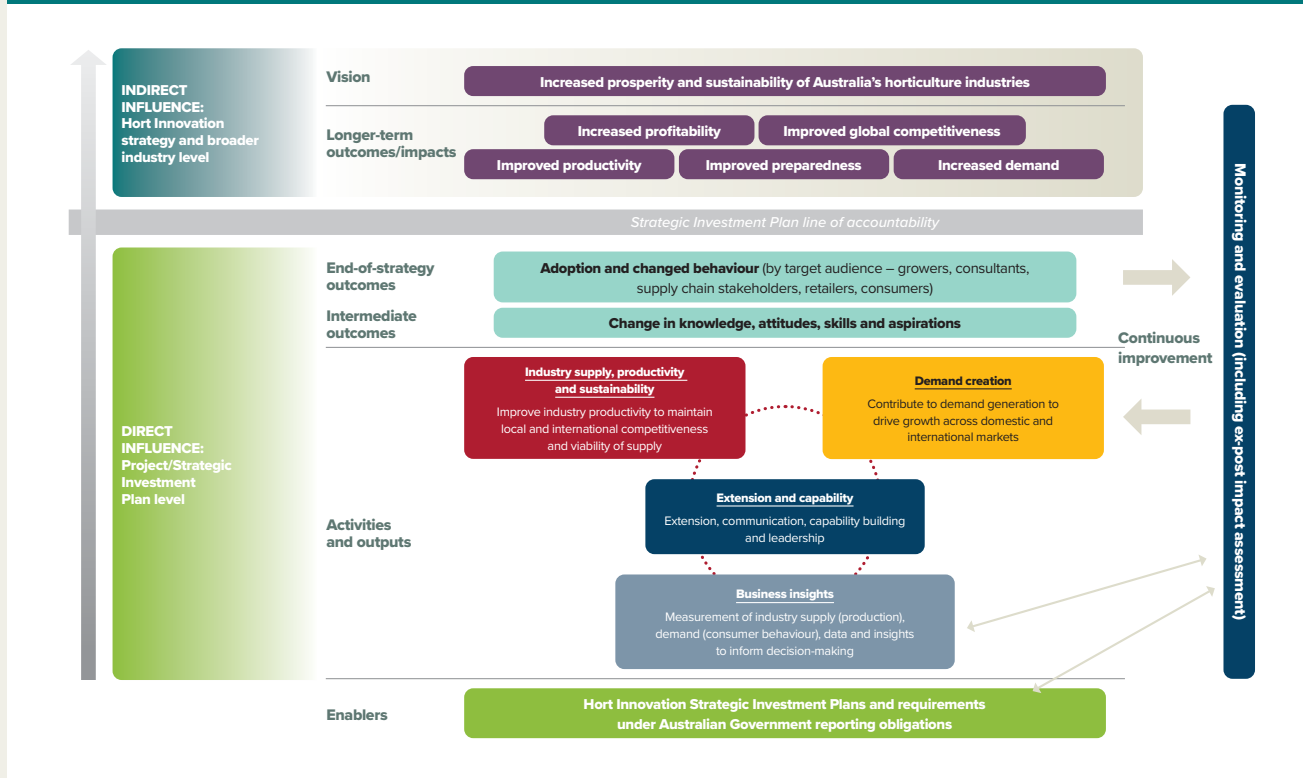 INDIRECT
INFLUENCE:
Hort Innovation
strategy and broader
industry level
Vision
Increased prosperity and sustainability of Australia’s horticulture industries
Longer-term
outcomes/impacts
Increased profitability
Improved global competitiveness
Improved productivity
Improved preparedness
Increased demand
Strategic Investment Plan line of accountability
DIRECT
INFLUENCE:
Project/Strategic
Investment
Plan level
End-of-strategy
outcomes
Adoption and changed behaviour (by target audience – growers, consultants,
supply chain stakeholders, retailers, consumers)
Intermediate
outcomes
Change in knowledge, attitudes, skills and aspirations
Activities
and outputs
Industry supply, productivity
and sustainability
Improve industry productivity to maintain
local and international competitiveness
and viability of supply
Demand creation
Contribute to demand generation to
drive growth across domestic and
international markets
Extension and capability
Extension, communication, capability building
and leadership
Business insights
Measurement of industry supply (production),
demand (consumer behaviour), data and insights
to inform decision-making
Enablers
Hort Innovation Strategic Investment Plans and requirements
under Australian Government reporting obligations
Continuous
improvement
Monitoring and evaluation (including ex-post impact assessment)